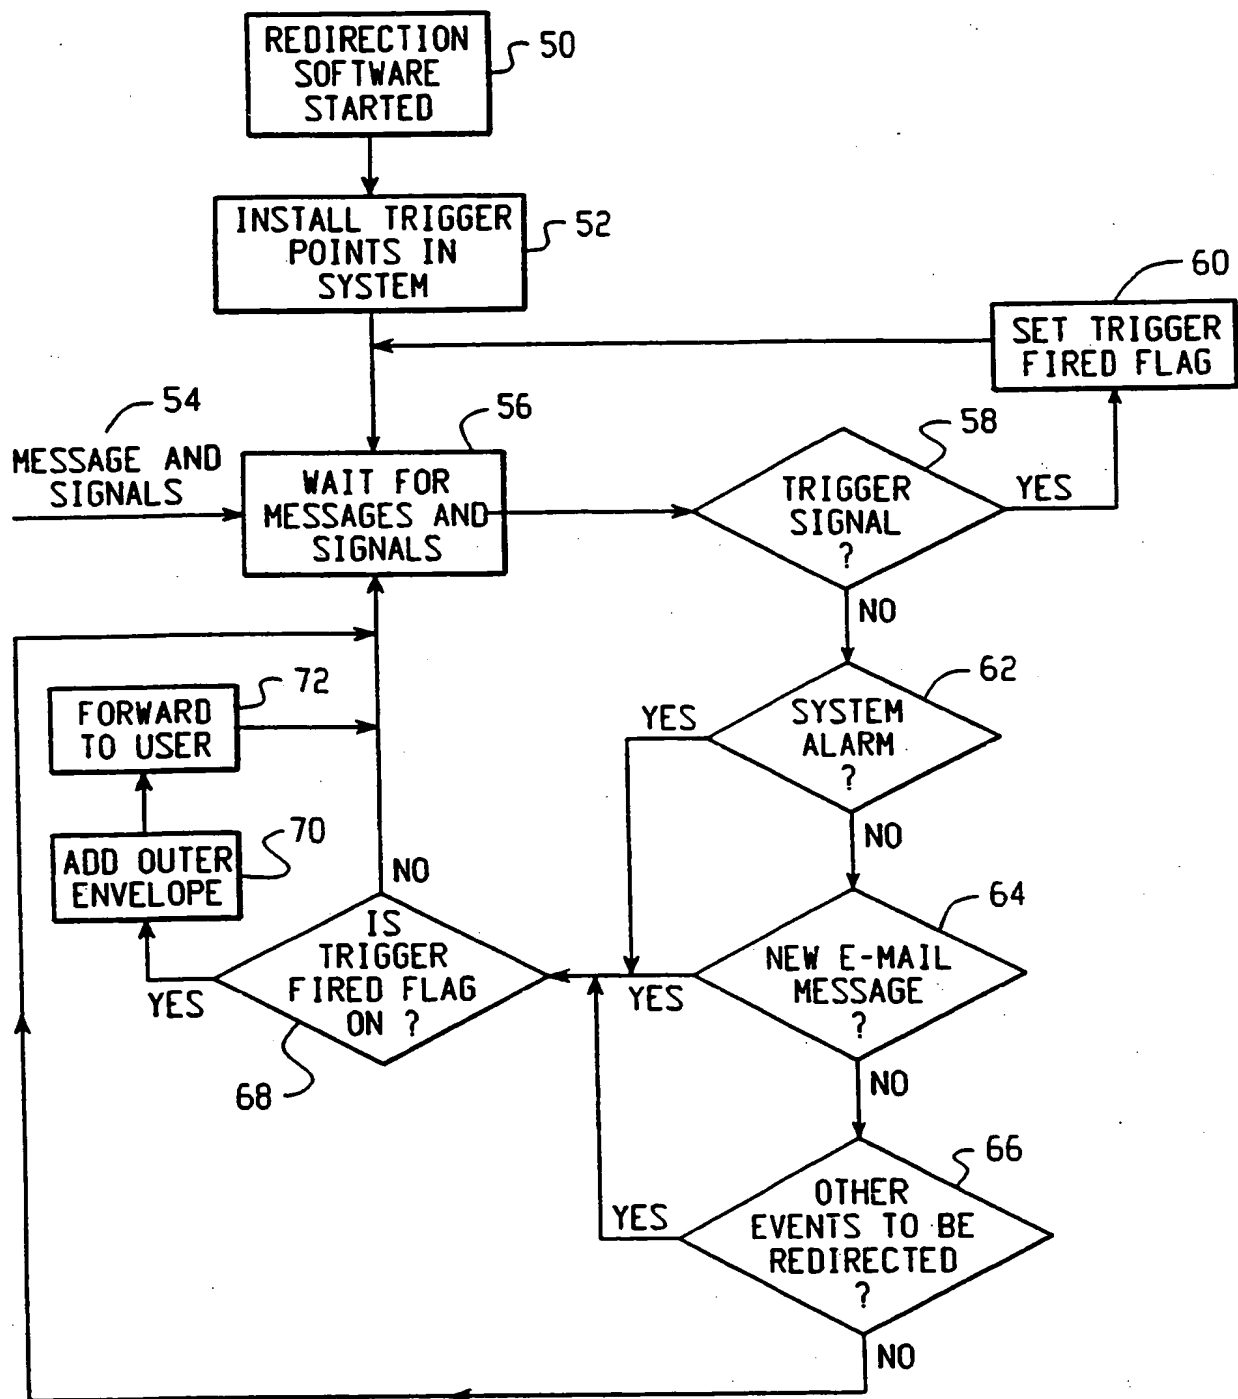 REDIRECTION
SOFTWARE
STARTED
50
INSTALL TRIGGER
POINTS IN
SYSTEM
52
60
SET TRIGGER
FIRED FLAG
54
MESSAGE AND
SIGNALS
56
WAIT FOR
MESSAGES AND
SIGNALS
58
TRIGGER
SIGNAL
?
YES
NO
62
SYSTEM
ALARM
?
YES
NO
72
FORWARD
TO USER
70
ADD OUTER
ENVELOPE
NO
IS
TRIGGER
FIRED FLAG
ON ?
YES
68
64
NEW E-MAIL
MESSAGE
?
YES
NO
66
OTHER
EVENTS TO BE
REDIRECTED
?
YES
NO